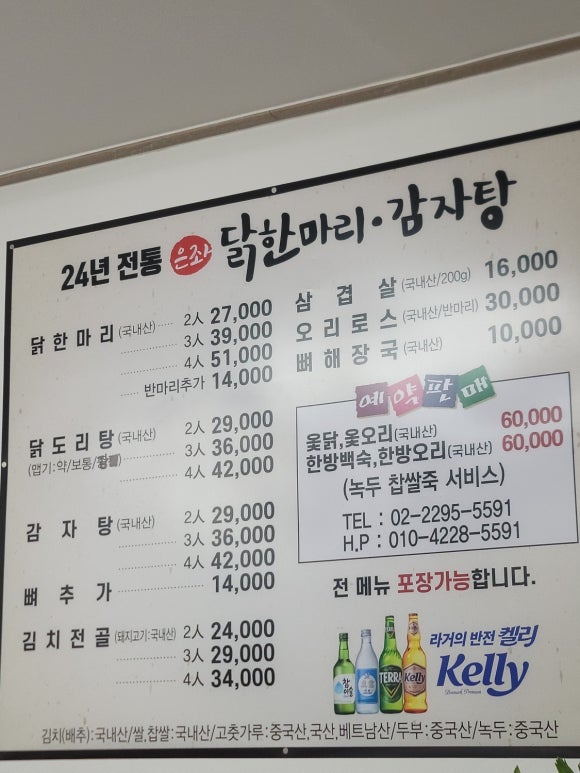 24년 전통 은좌 닭한마리·감자탕
닭한마리(국내산)····· 2人 27,000
3人 39,000
4人 51,000
반마리추가 14,000
닭도리탕(국내산) 2人 29,000
(맵기:약/보통/ 3人 36,000
4人 42,000
감자탕(국내산) 2人 29,000
3人 36,000
4人 42,000
뼈추가 14,000
김치전골(돼지고기:국내산) 2人 24,000
3人 29,000
4人 34,000
삼겹살(국내산/200g) 16,000
오리로스(국내산/반마리) 30,000
뼈해장국(국내산) 10,000
예약판매
옻닭,옻오리(국내산) 60,000
한방백숙,한방오리(국내산) 60,000
(녹두 찹쌀죽 서비스)
TEL : 02-2295-5591
H.P : 010-4228-5591
전 메뉴 포장가능합니다.
라거의 반전 켈리
Kelly
참이슬
TERRA
Kelly
김치(배추):국내산/쌀,찹쌀:국내산/고춧가루:중국산,국산,베트남산/두부:중국산/녹두:중국산